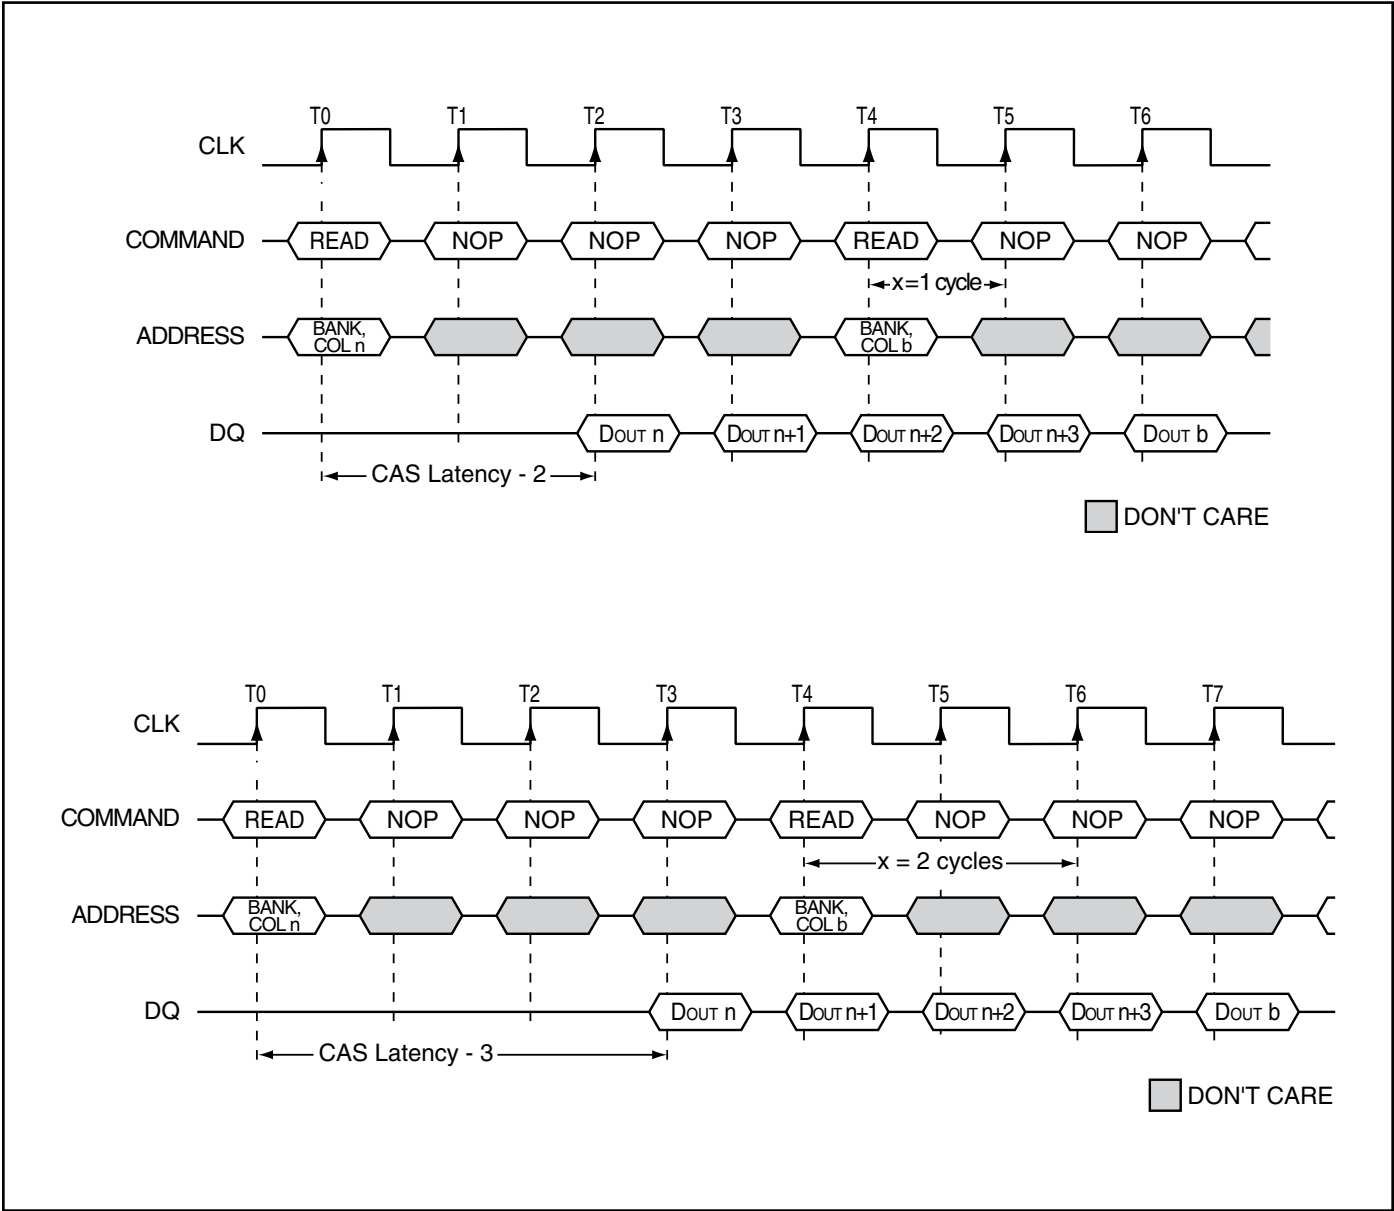 T0 T1 T2 T3 T4 T5 T6
CLK
COMMAND READ NOP NOP NOP READ NOP NOP
x=1 cycle
ADDRESS BANK, COL n BANK, COL b
DQ DOUT n DOUT n+1 DOUT n+2 DOUT n+3 DOUT b
CAS Latency - 2
DON'T CARE
T0 T1 T2 T3 T4 T5 T6 T7
CLK
COMMAND READ NOP NOP NOP READ NOP NOP NOP
x = 2 cycles
ADDRESS BANK, COL n BANK, COL b
DQ DOUT n DOUT n+1 DOUT n+2 DOUT n+3 DOUT b
CAS Latency - 3
DON'T CARE